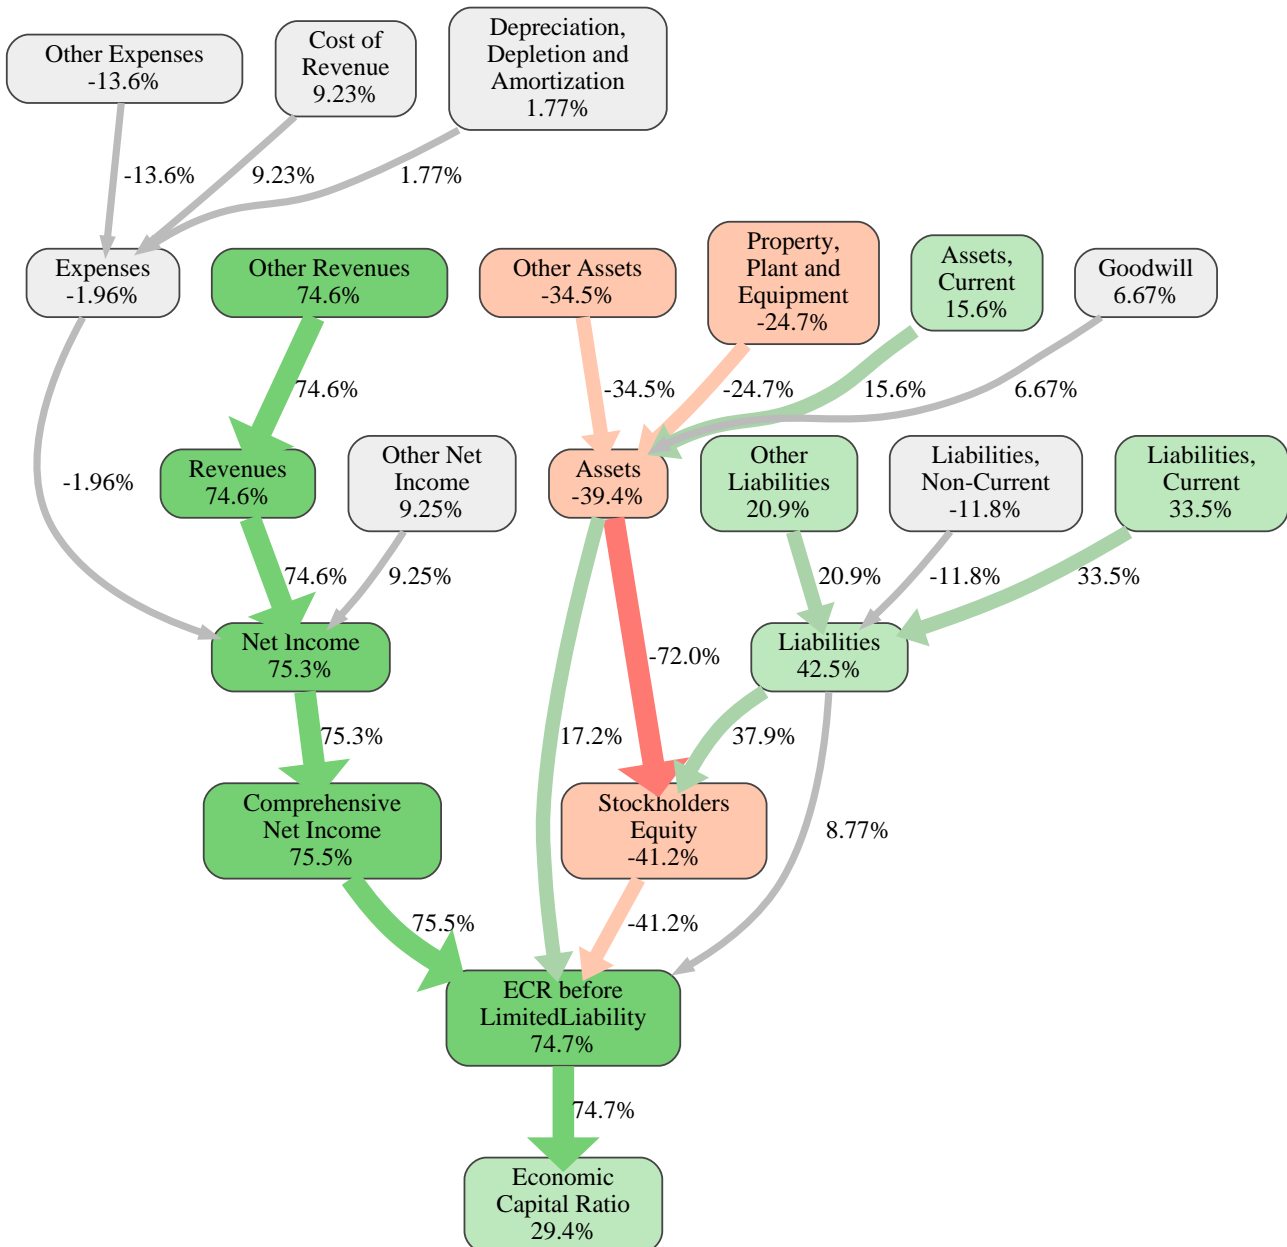 Other Expenses
-13.6%
Cost of
Revenue
9.23%
Depreciation,
Depletion and
Amortization
1.77%
-13.6%
9.23%
1.77%
Expenses
-1.96%
Other Revenues
74.6%
Other Assets
-34.5%
Property,
Plant and
Equipment
-24.7%
Assets,
Current
15.6%
Goodwill
6.67%
74.6%
-34.5%
-24.7%
15.6%
6.67%
-1.96%
Revenues
74.6%
Other Net
Income
9.25%
Assets
-39.4%
Other
Liabilities
20.9%
Liabilities,
Non-Current
-11.8%
Liabilities,
Current
33.5%
74.6%
9.25%
20.9%
-11.8%
33.5%
Net Income
75.3%
-72.0%
Liabilities
42.5%
75.3%
17.2%
37.9%
8.77%
Comprehensive
Net Income
75.5%
Stockholders
Equity
-41.2%
75.5%
-41.2%
ECR before
LimitedLiability
74.7%
74.7%
Economic
Capital Ratio
29.4%